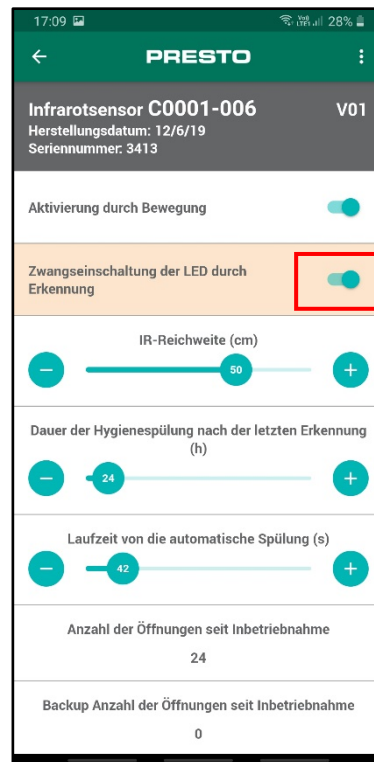 17:09 28%
PRESTO
Infrarotsensor C0001-006 V01
Herstellungsdatum: 12/6/19
Seriennummer: 3413
Aktivierung durch Bewegung
Zwangseinschaltung der LED durch
Erkennung
IR-Reichweite (cm)
50
Dauer der Hygienespülung nach der letzten Erkennung
(h)
24
Laufzeit von die automatische Spülung (s)
42
Anzahl der Öffnungen seit Inbetriebnahme
24
Backup Anzahl der Öffnungen seit Inbetriebnahme
0